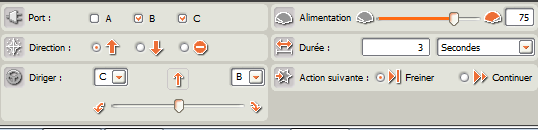 Port : A B C
Direction :
Diriger : C B
Alimentation 75
Durée : 3 Secondes
Action suivante : Freiner Continuer